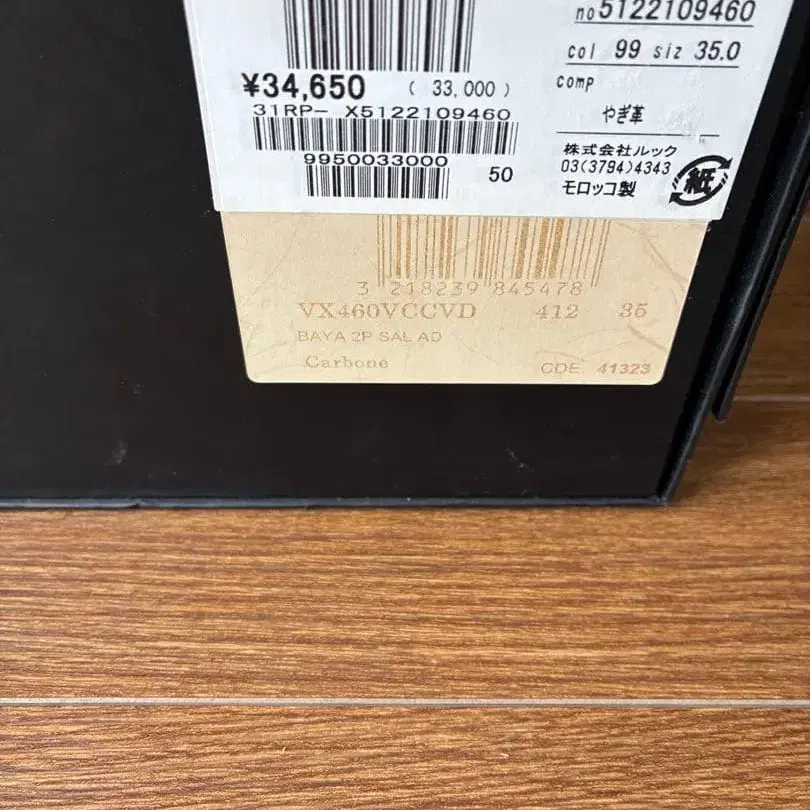 no5122109460
col 99 siz 35.0
comp
やぎ革
¥34,650 ( 33,000 )
31RP- X5122109460
9950033000
50
株式会社ルック
03(3794)4343
モロッコ製
紙
3 218239 845478
VX460VCCVD 412 35
BAYA 2P SAL AD
Carbone CDE. 41323